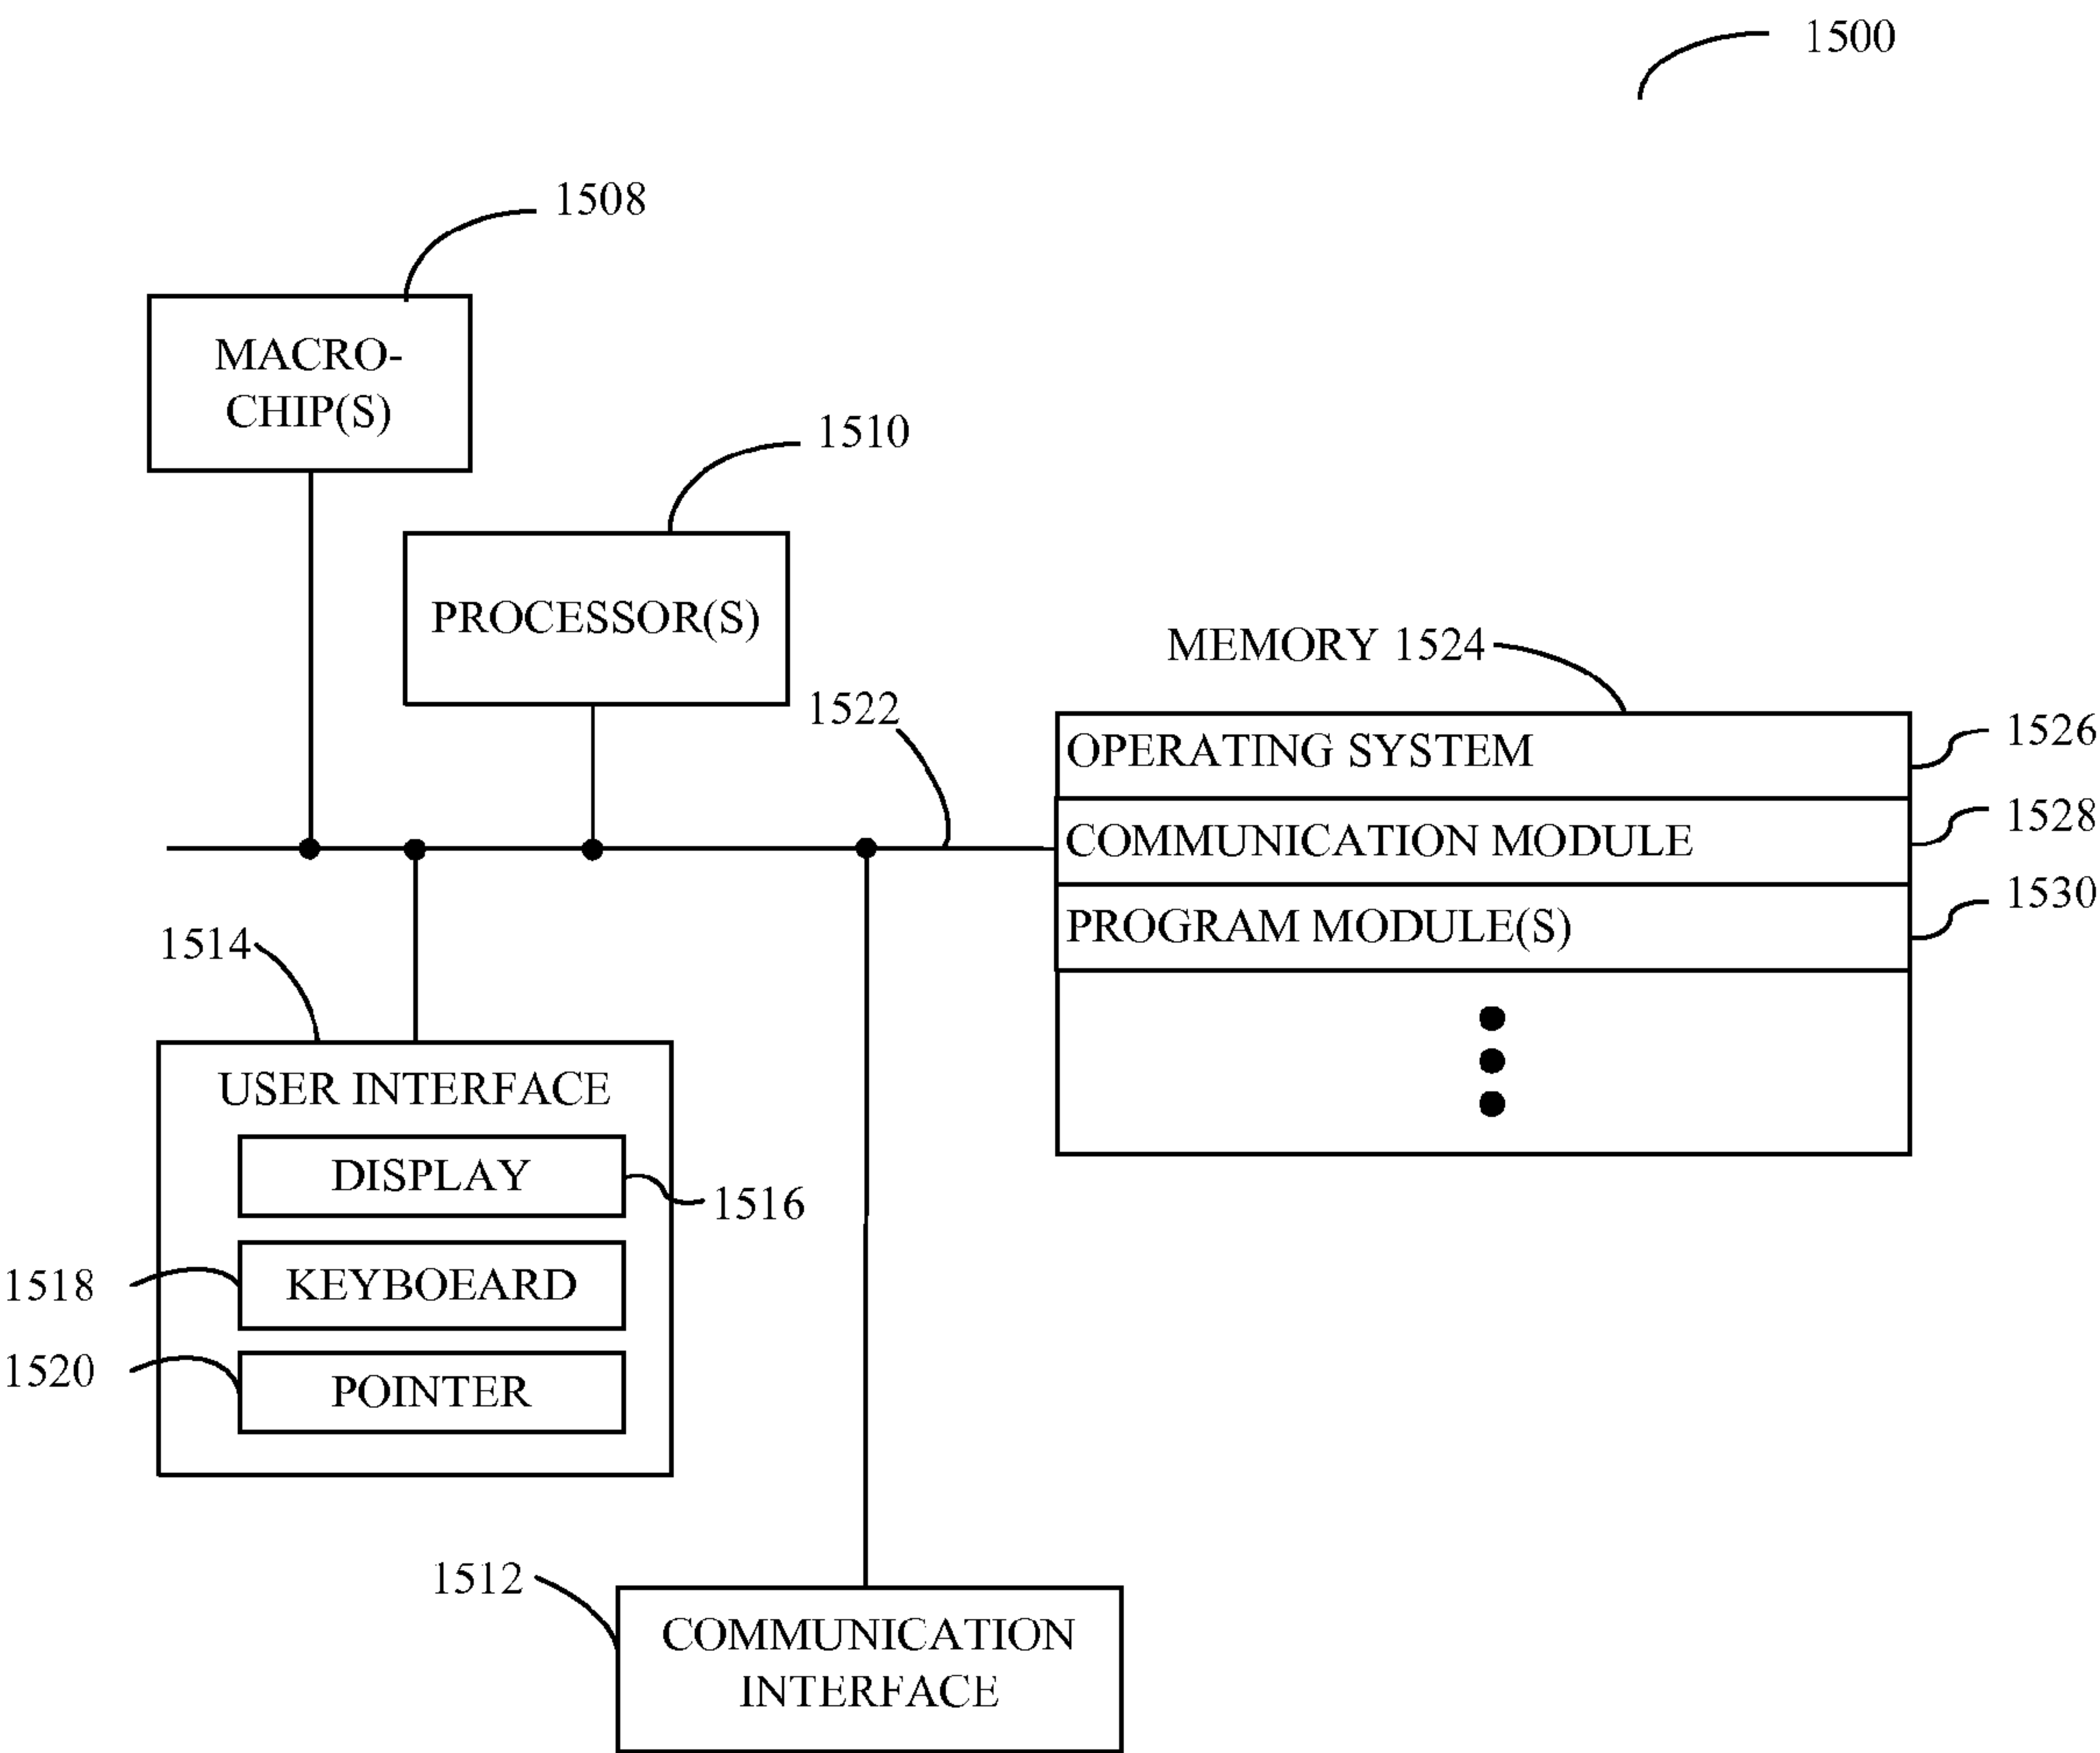 1500
1508
MACRO-
CHIP(S)
1510
PROCESSOR(S)
MEMORY 1524
1522
OPERATING SYSTEM
1526
COMMUNICATION MODULE
1528
PROGRAM MODULE(S)
1530
1514
USER INTERFACE
DISPLAY
1516
1518
KEYBOEARD
1520
POINTER
1512
COMMUNICATION
INTERFACE